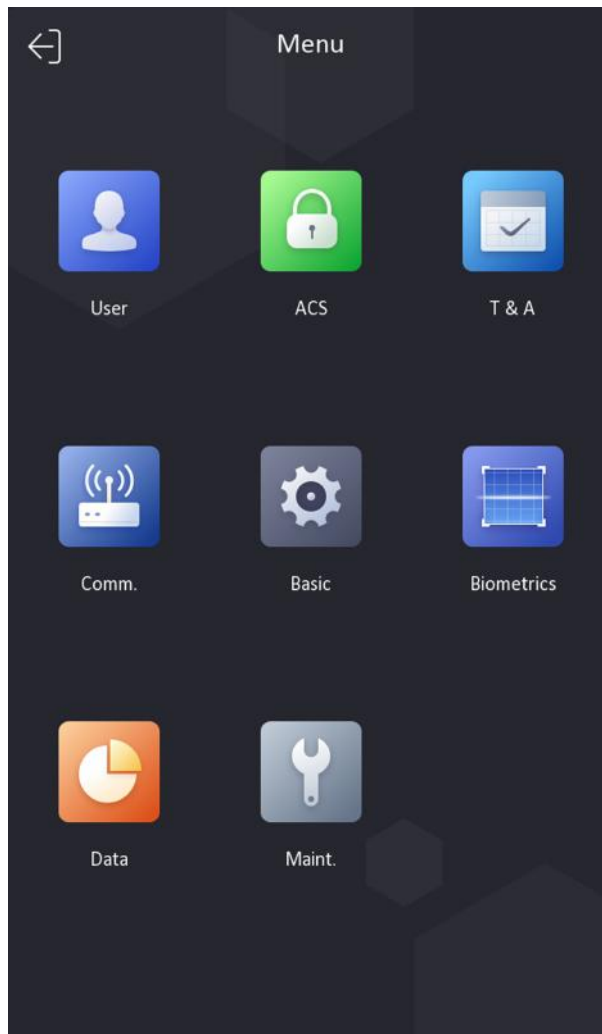 Menu
User
ACS
T & A
Comm.
Basic
Biometrics
Data
Maint.